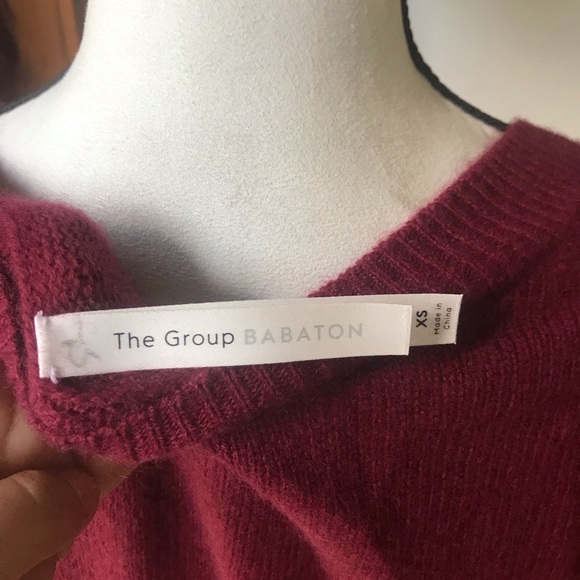 The Group BABATON
XS
Made in
China